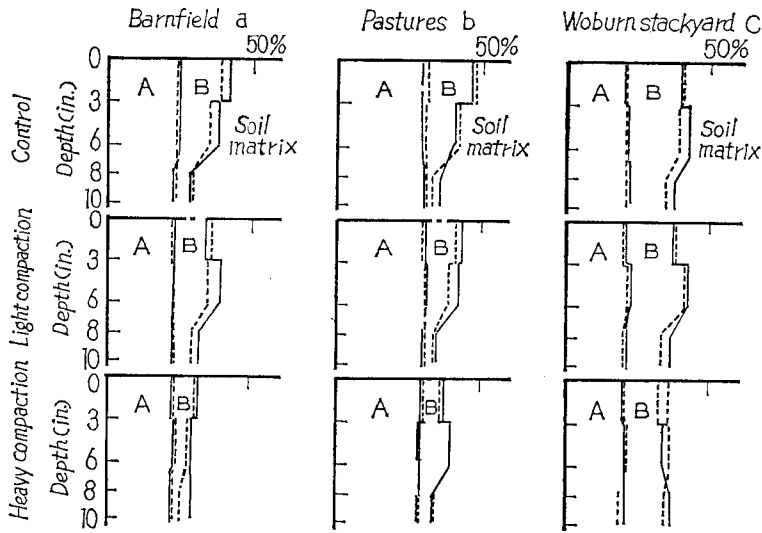 Barnfield a
Pastures b
Woburn stackyard C
50%
50%
50%
Control
Depth (in.)
0
3
6
8
10
A
B
Soil
matrix
A
B
Soil
matrix
A
B
Soil
matrix
Light compaction
Depth (in.)
0
3
6
8
10
A
B
A
B
A
B
Heavy compaction
Depth (in.)
0
3
6
8
10
A
B
A
B
A
B